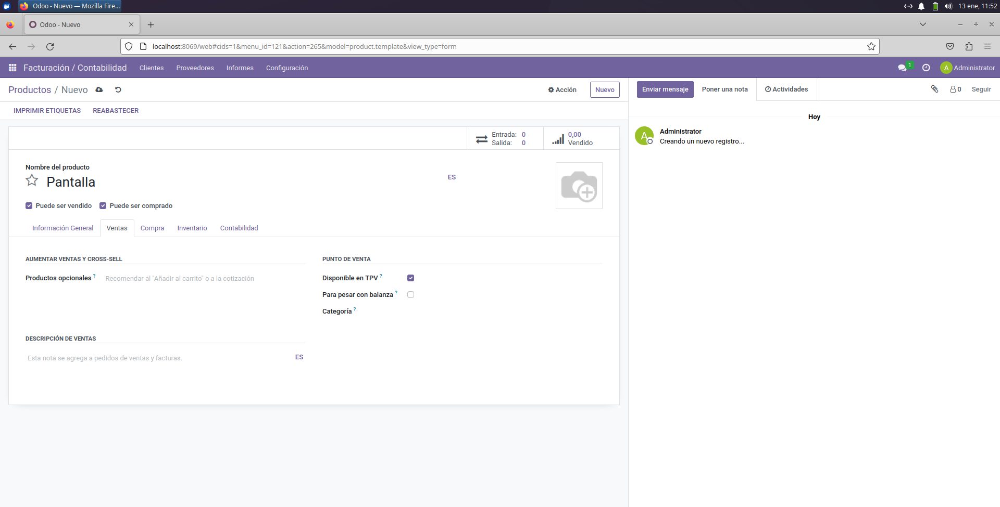 Odoo - Nuevo — Mozilla Fire...
13 ene, 11:52
Odoo - Nuevo
localhost:8069/web#cids=1&menu_id=121&action=265&model=product.template&view_type=form
Facturación / Contabilidad Clientes Proveedores Informes Configuración
1
A Administrator
Productos / Nuevo
Acción
Nuevo
Enviar mensaje
Poner una nota
Actividades
0
Seguir
IMPRIMIR ETIQUETAS REABASTECER
Entrada: 0
Salida: 0
0,00
Vendido
Hoy
A
Administrator
Creando un nuevo registro...
Nombre del producto
Pantalla
ES
Puede ser vendido
Puede ser comprado
Información General Ventas Compra Inventario Contabilidad
AUMENTAR VENTAS Y CROSS-SELL
Productos opcionales ? Recomendar al "Añadir al carrito" o a la cotización
PUNTO DE VENTA
Disponible en TPV ?
Para pesar con balanza ?
Categoría ?
DESCRIPCIÓN DE VENTAS
Esta nota se agrega a pedidos de ventas y facturas.
ES